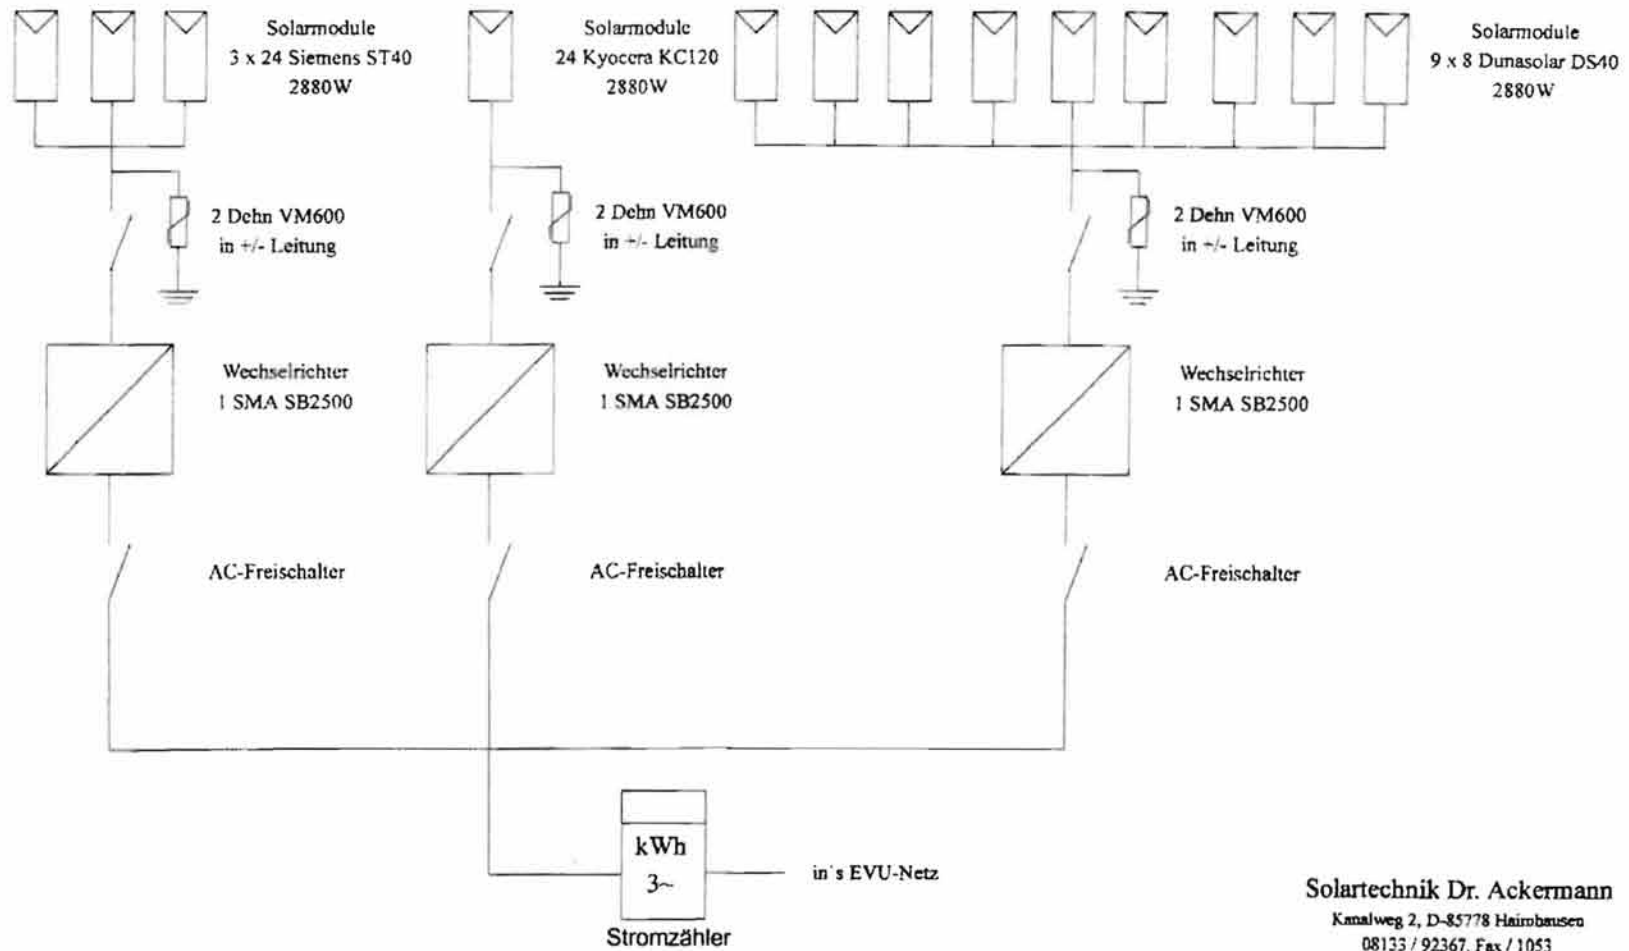 Solarmodule
3 x 24 Siemens ST40
2880W
Solarmodule
24 Kyocera KC120
2880W
Solarmodule
9 x 8 Dunasolar DS40
2880W
2 Dehn VM600
in +/- Leitung
2 Dehn VM600
in +/- Leitung
2 Dehn VM600
in +/- Leitung
Wechselrichter
1 SMA SB2500
Wechselrichter
1 SMA SB2500
Wechselrichter
1 SMA SB2500
AC-Freischalter
AC-Freischalter
AC-Freischalter
kWh
3~
in's EVU-Netz
Stromzähler
Solartechnik Dr. Ackermann
Kanalweg 2, D-85778 Haimhausen
08133 / 92367, Fax / 1053